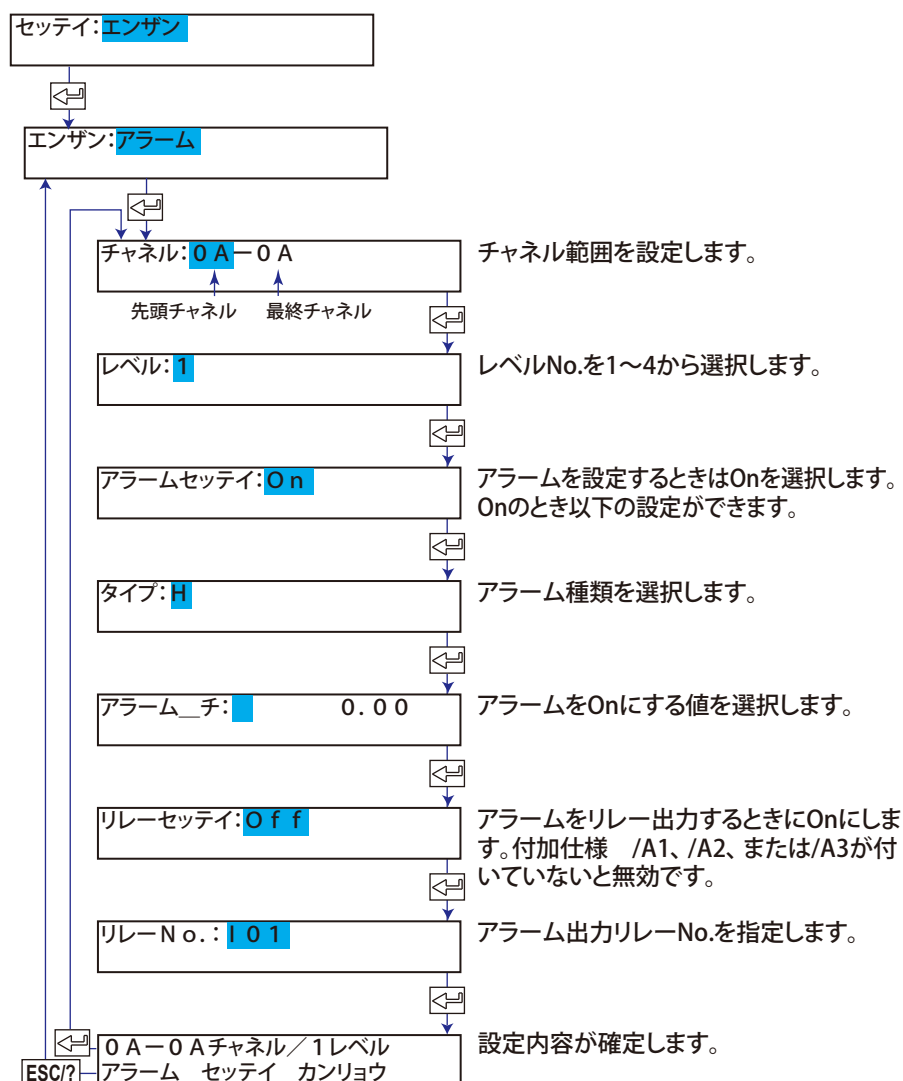 セッテイ：エンザン
エンザン：アラーム
チャネル：０Ａー０Ａ
チャネル範囲を設定します。
先頭チャネル 最終チャネル
レベル：1
レベルNo.を1～4から選択します。
アラームセッテイ：Ｏｎ
アラームを設定するときはOnを選択します。
Onのとき以下の設定ができます。
タイプ：H
アラーム種類を選択します。
アラーム＿チ： ０．００
アラームをOnにする値を選択します。
リレーセッテイ：Ｏｆｆ
アラームをリレー出力するときにOnにしま
す。付加仕様　/A1、/A2、または/A3が付
いていないと無効です。
リレーＮｏ．：Ｉ０１
アラーム出力リレーNo.を指定します。
０Ａー０Ａチャネル／１レベル
設定内容が確定します。
ESC/?
アラーム　セッテイ　カンリョウ